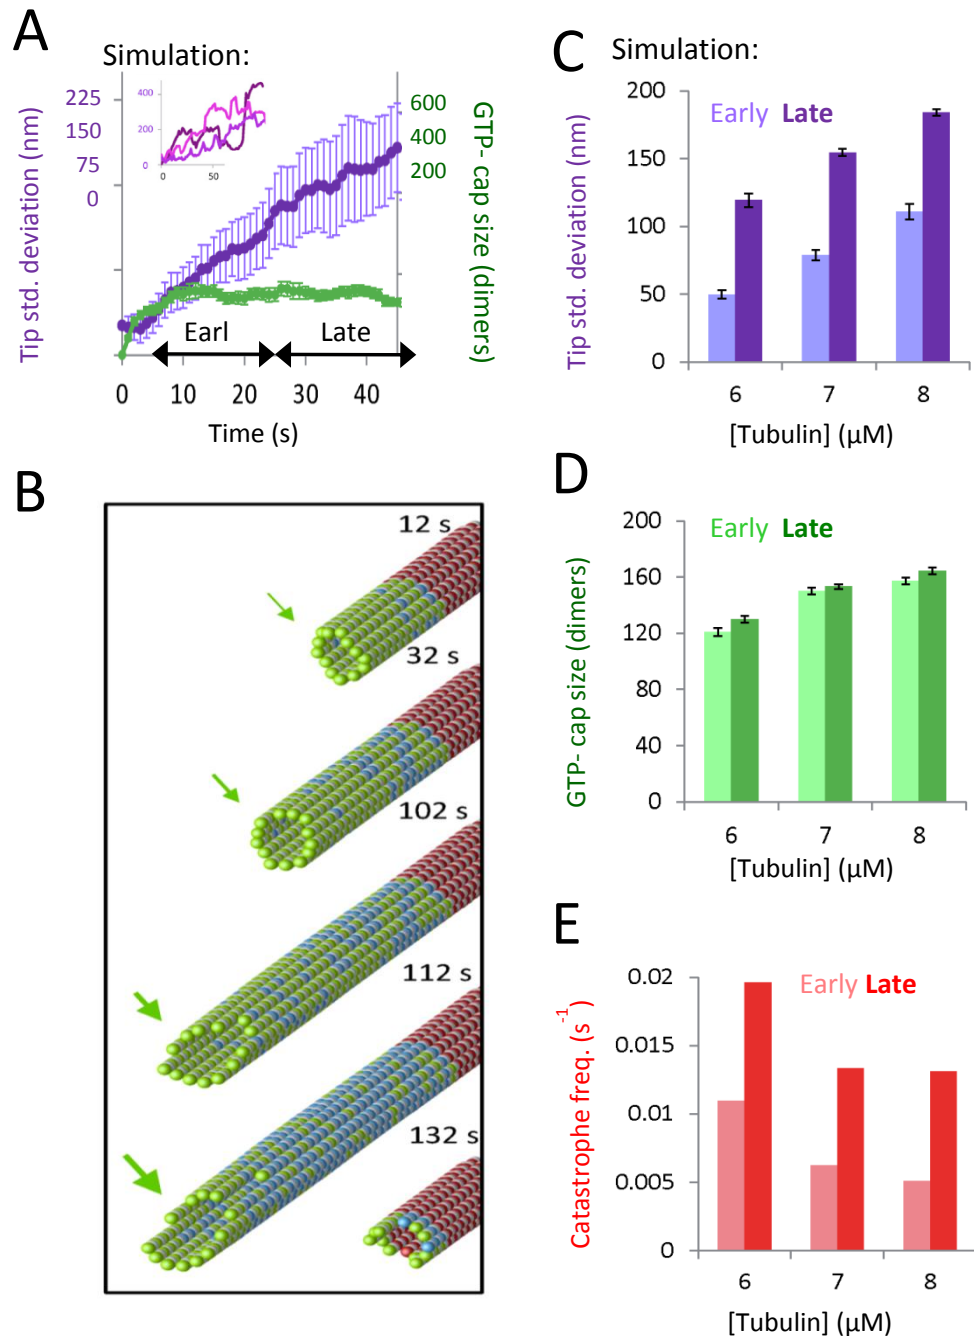 A
Simulation:
Tip std. deviation (nm)
225
150
75
0
400
200
0
0
50
600
400
200
GTP- cap size (dimers)
Earl
Late
0
10
20
30
40
Time (s)
B
12 s
32 s
102 s
112 s
132 s
C
Simulation:
Early Late
Tip std. deviation (nm)
200
150
100
50
0
6
7
8
[Tubulin] (µM)
D
Early Late
GTP- cap size (dimers)
200
160
120
80
40
0
6
7
8
[Tubulin] (µM)
E
Early Late
Catastrophe freq. (s⁻¹)
0.02
0.015
0.01
0.005
0
6
7
8
[Tubulin] (µM)